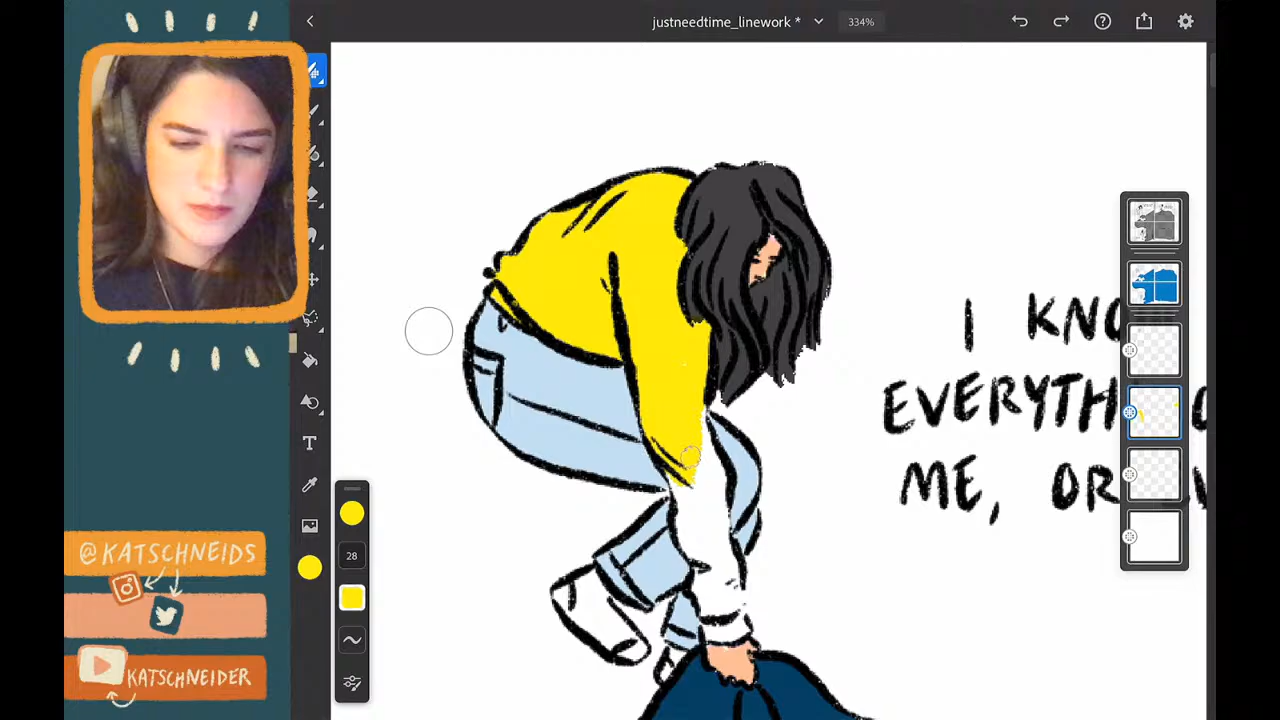 justneedtime_linework *
334%
I KNO
EVERYTH
ME, OR
@KATSCHNEIDS
KATSCHNEIDER
28
T